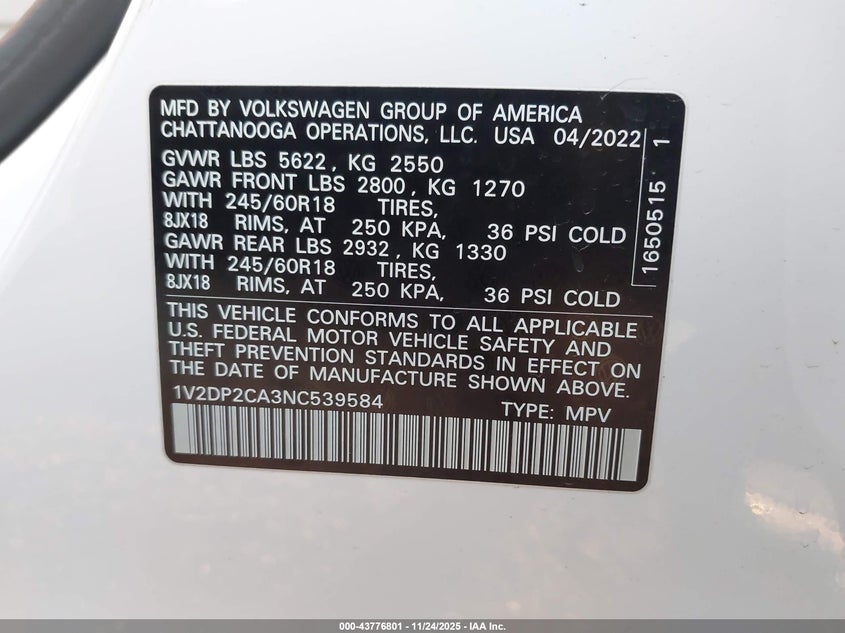 MFD BY VOLKSWAGEN GROUP OF AMERICA
CHATTANOOGA OPERATIONS, LLC. USA 04/2022
GVWR LBS 5622, KG 2550
GAWR FRONT LBS 2800, KG 1270
WITH 245/60R18 TIRES,
8JX18 RIMS, AT 250 KPA, 36 PSI COLD
GAWR REAR LBS 2932, KG 1330
WITH 245/60R18 TIRES,
8JX18 RIMS, AT 250 KPA, 36 PSI COLD
1650515 1
THIS VEHICLE CONFORMS TO ALL APPLICABLE
U.S. FEDERAL MOTOR VEHICLE SAFETY AND
THEFT PREVENTION STANDARDS IN EFFECT ON
THE DATE OF MANUFACTURE SHOWN ABOVE.
1V2DP2CA3NC539584 TYPE: MPV
000-43776801 - 11/24/2025 - IAA Inc.